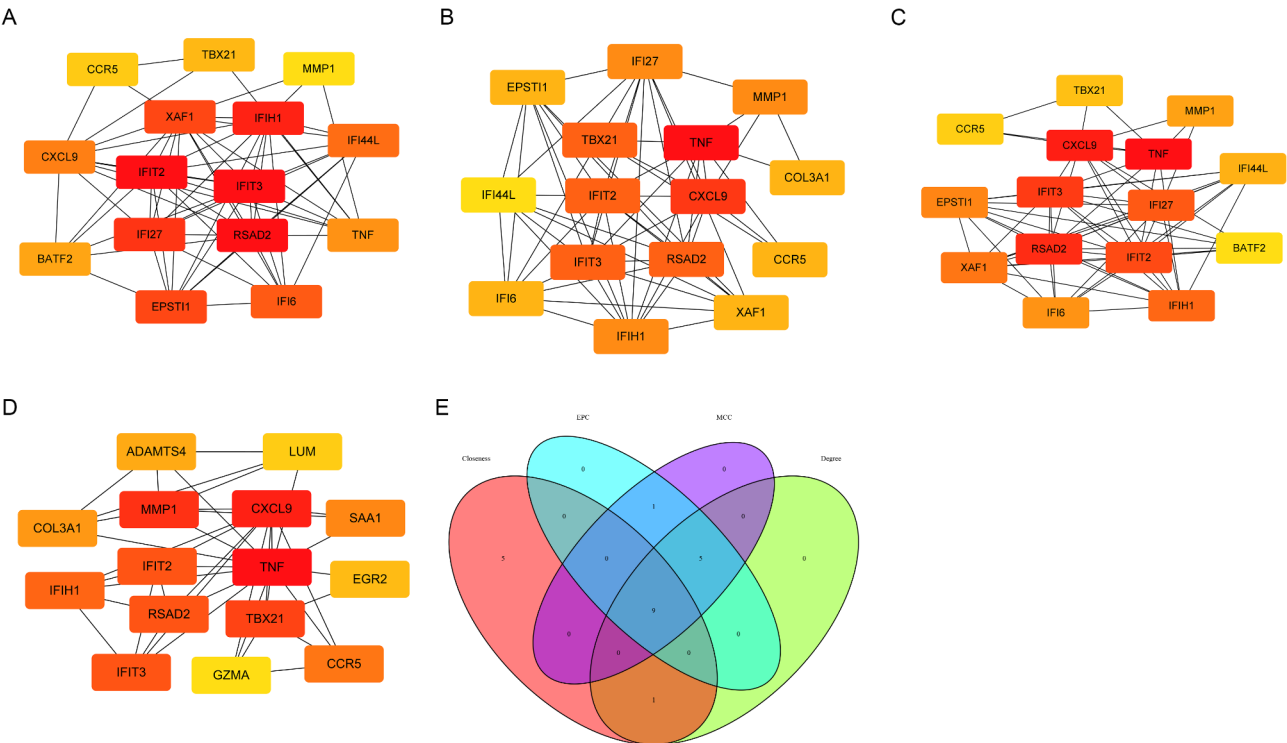 A
TBX21
CCR5
MMP1
XAF1
IFIH1
IFI44L
CXCL9
IFIT2
IFIT3
IFI27
RSAD2
TNF
BATF2
EPSTI1
IFI6
B
IFI27
EPSTI1
MMP1
TBX21
TNF
COL3A1
IFI44L
IFIT2
CXCL9
IFIT3
RSAD2
CCR5
IFI6
XAF1
IFIH1
C
TBX21
MMP1
CCR5
CXCL9
TNF
IFI44L
IFIT3
EPSTI1
IFI27
RSAD2
IFIT2
BATF2
XAF1
IFI6
IFIH1
D
ADAMTS4
LUM
MMP1
CXCL9
SAA1
COL3A1
IFIT2
TNF
EGR2
IFIH1
RSAD2
TBX21
IFIT3
GZMA
CCR5
E
EPC
MCC
Closeness
Degree
0
0
1
0
0
5
0
5
0
9
0
0
0
0
1